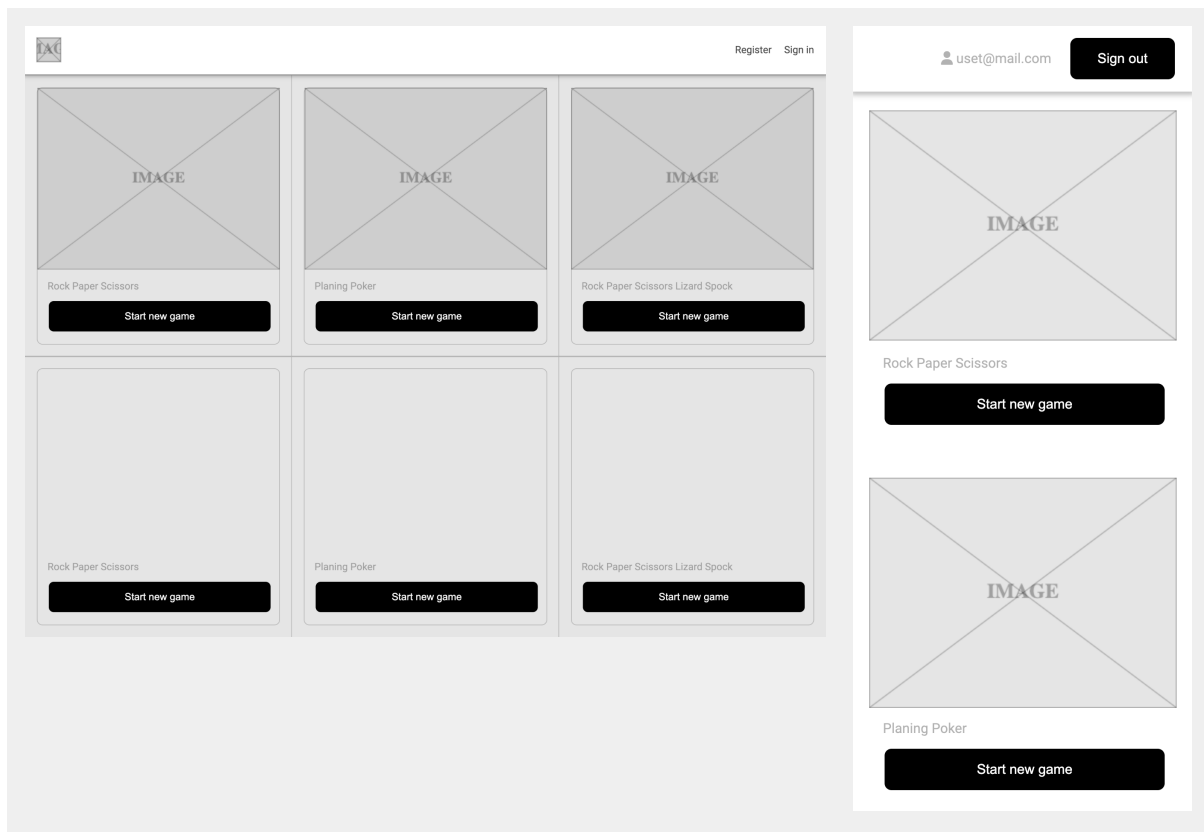 Register Sign in
IMAGE IMAGE IMAGE
Rock Paper Scissors Planing Poker Rock Paper Scissors Lizard Spock
Start new game Start new game Start new game
Rock Paper Scissors Planing Poker Rock Paper Scissors Lizard Spock
Start new game Start new game Start new game
uset@mail.com Sign out
IMAGE
Rock Paper Scissors
Start new game
IMAGE
Planing Poker
Start new game